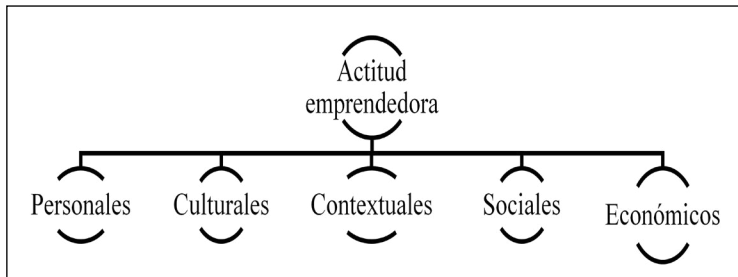 Actitud
emprendedora
Personales
Culturales
Contextuales
Sociales
Económicos